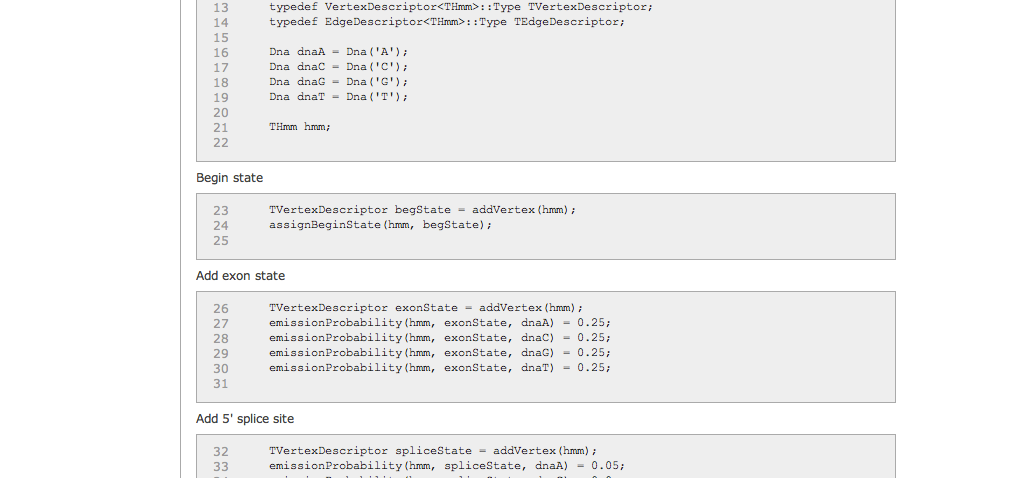 13 typedef VertexDescriptor<THmm>::Type TVertexDescriptor;
14 typedef EdgeDescriptor<THmm>::Type TEdgeDescriptor;
15
16 Dna dnaA = Dna('A');
17 Dna dnaC = Dna('C');
18 Dna dnaG = Dna('G');
19 Dna dnaT = Dna('T');
20
21 THmm hmm;
22
Begin state
23 TVertexDescriptor begState = addVertex(hmm);
24 assignBeginState(hmm, begState);
25
Add exon state
26 TVertexDescriptor exonState = addVertex(hmm);
27 emissionProbability(hmm, exonState, dnaA) = 0.25;
28 emissionProbability(hmm, exonState, dnaC) = 0.25;
29 emissionProbability(hmm, exonState, dnaG) = 0.25;
30 emissionProbability(hmm, exonState, dnaT) = 0.25;
31
Add 5' splice site
32 TVertexDescriptor spliceState = addVertex(hmm);
33 emissionProbability(hmm, spliceState, dnaA) = 0.05;